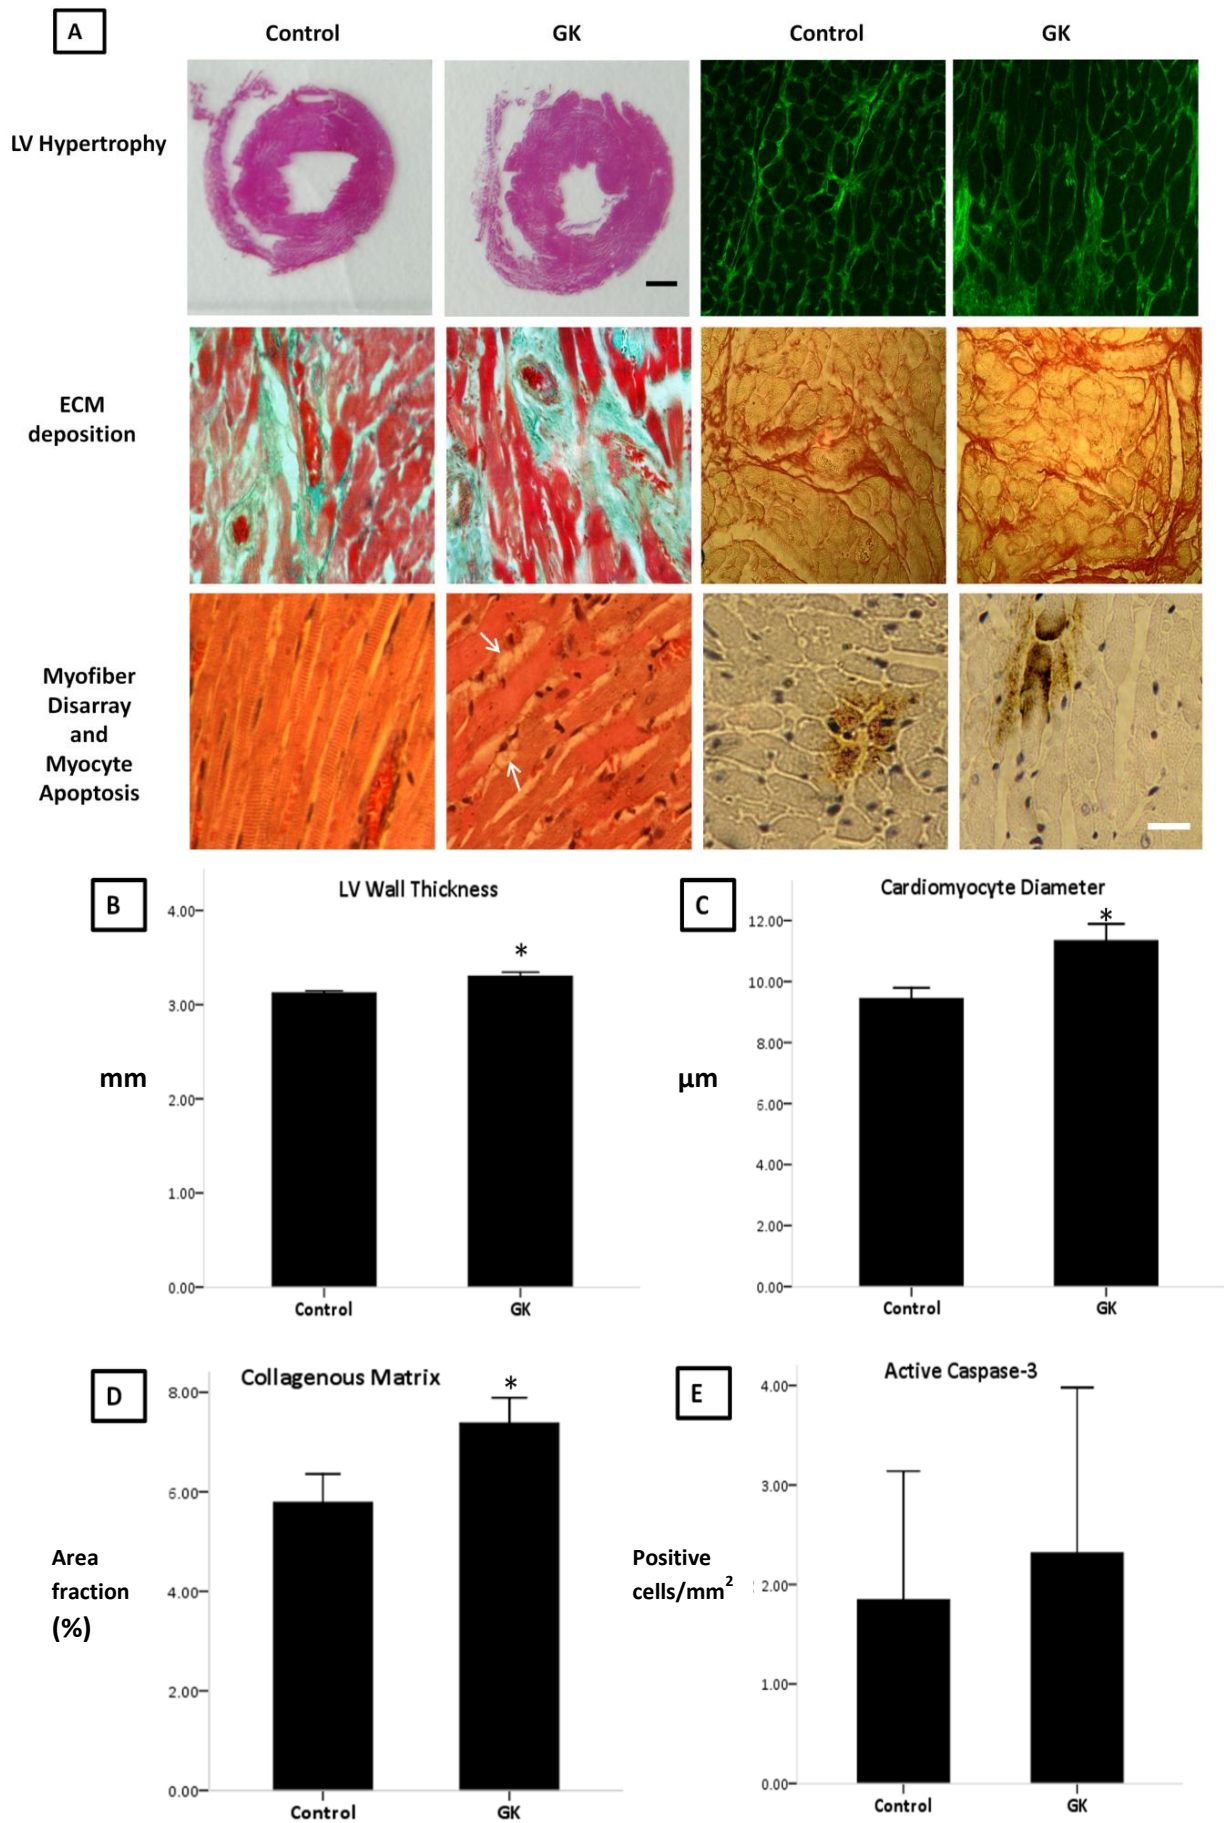 A
Control GK Control GK
LV Hypertrophy
ECM
deposition
Myofiber
Disarray
and
Myocyte
Apoptosis
B
LV Wall Thickness
4.00
*
3.00
mm
2.00
1.00
0.00
Control GK
C
Cardiomyocyte Diameter
12.00
*
10.00
8.00
µm
6.00
4.00
2.00
0.00
Control GK
D
Collagenous Matrix
8.00
*
6.00
Area
fraction
(%)
4.00
2.00
0.00
Control GK
E
Active Caspase-3
4.00
3.00
Positive
cells/mm²
2.00
1.00
0.00
Control GK